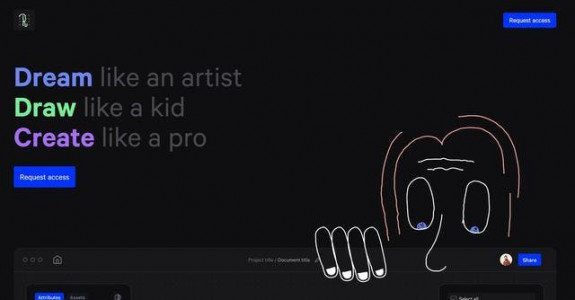 Request access
Dream like an artist
Draw like a kid
Create like a pro
Request access
Project title / Document title
Share
Attributes Assets
Select all